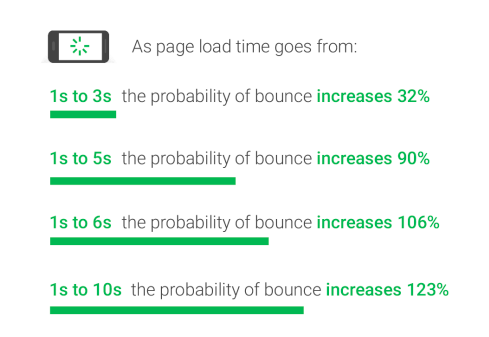 As page load time goes from:
1s to 3s the probability of bounce increases 32%
1s to 5s the probability of bounce increases 90%
1s to 6s the probability of bounce increases 106%
1s to 10s the probability of bounce increases 123%